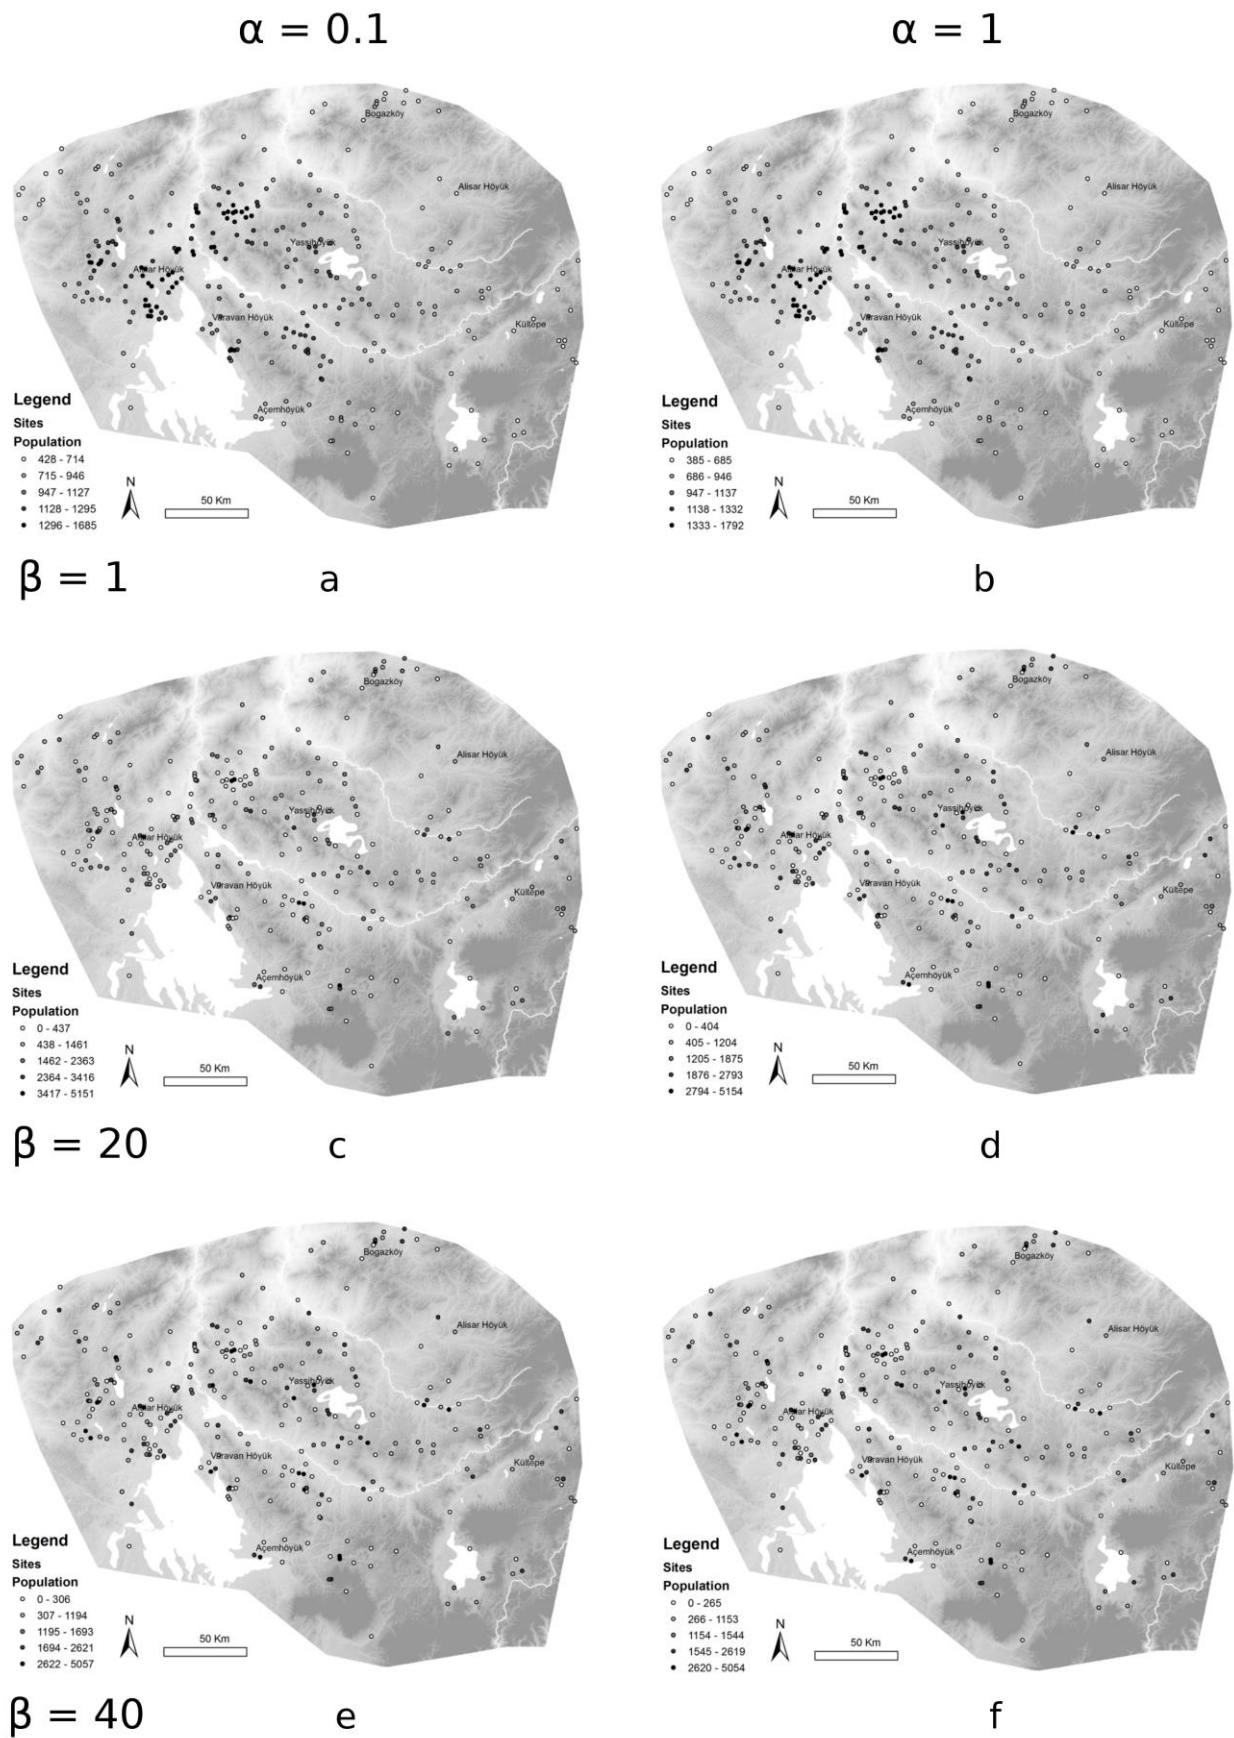 α = 0.1
α = 1
Bogazköy
Alisar Höyük
Yassihöyük
Alisar Höyük
Varavan Höyük
Kültepe
Açemhöyük
Legend
Sites
Population
428 - 714
715 - 946
947 - 1127
1128 - 1295
1296 - 1685
N
50 Km
Bogazköy
Alisar Höyük
Yassihöyük
Alisar Höyük
Varavan Höyük
Kültepe
Açemhöyük
Legend
Sites
Population
385 - 685
686 - 946
947 - 1137
1138 - 1332
1333 - 1792
N
50 Km
β = 1
a
b
Bogazköy
Alisar Höyük
Yassihöyük
Alisar Höyük
Varavan Höyük
Kültepe
Açemhöyük
Legend
Sites
Population
0 - 437
438 - 1461
1462 - 2363
2364 - 3416
3417 - 5151
N
50 Km
Bogazköy
Alisar Höyük
Yassihöyük
Alisar Höyük
Varavan Höyük
Kültepe
Açemhöyük
Legend
Sites
Population
0 - 404
405 - 1204
1205 - 1875
1876 - 2793
2794 - 5154
N
50 Km
β = 20
c
d
Bogazköy
Alisar Höyük
Yassihöyük
Alisar Höyük
Varavan Höyük
Kültepe
Açemhöyük
Legend
Sites
Population
0 - 306
307 - 1194
1195 - 1693
1694 - 2621
2622 - 5057
N
50 Km
Bogazköy
Alisar Höyük
Yassihöyük
Alisar Höyük
Varavan Höyük
Kültepe
Açemhöyük
Legend
Sites
Population
0 - 265
266 - 1153
1154 - 1544
1545 - 2619
2620 - 5054
N
50 Km
β = 40
e
f